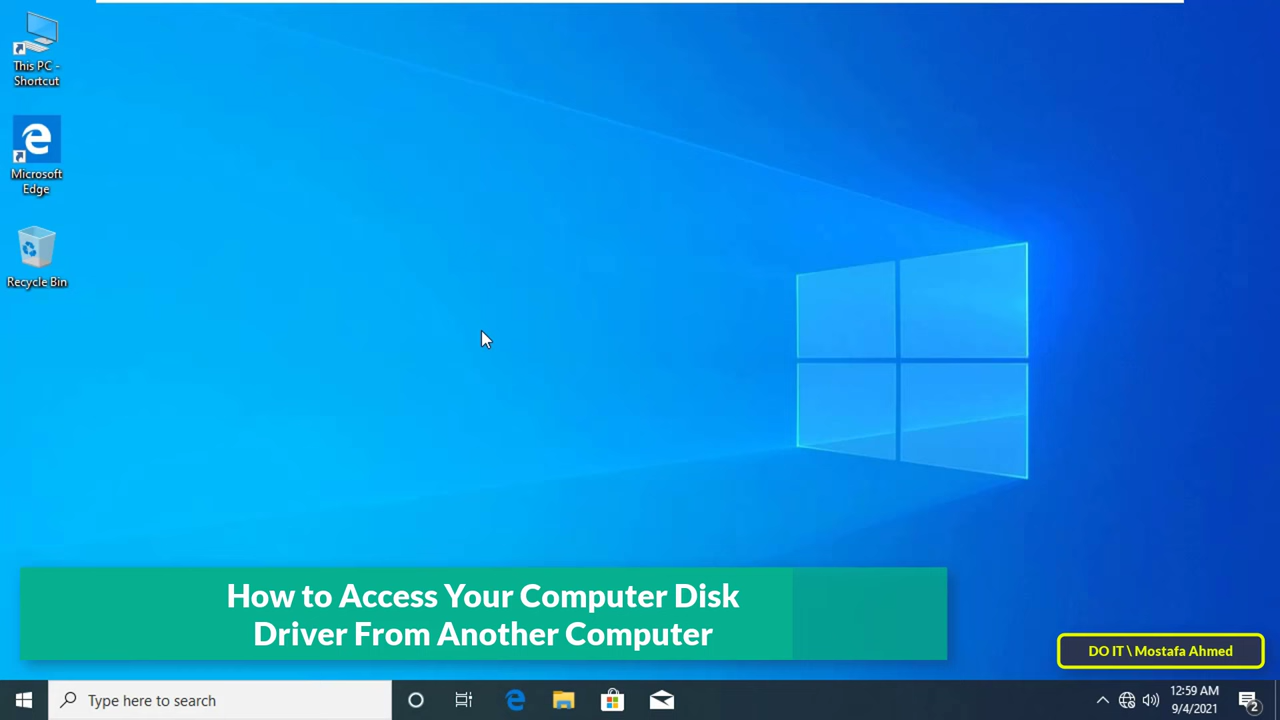 This PC -
Shortcut
Microsoft
Edge
Recycle Bin
How to Access Your Computer Disk
Driver From Another Computer
DO IT \ Mostafa Ahmed
Type here to search
12:59 AM
9/4/2021
2